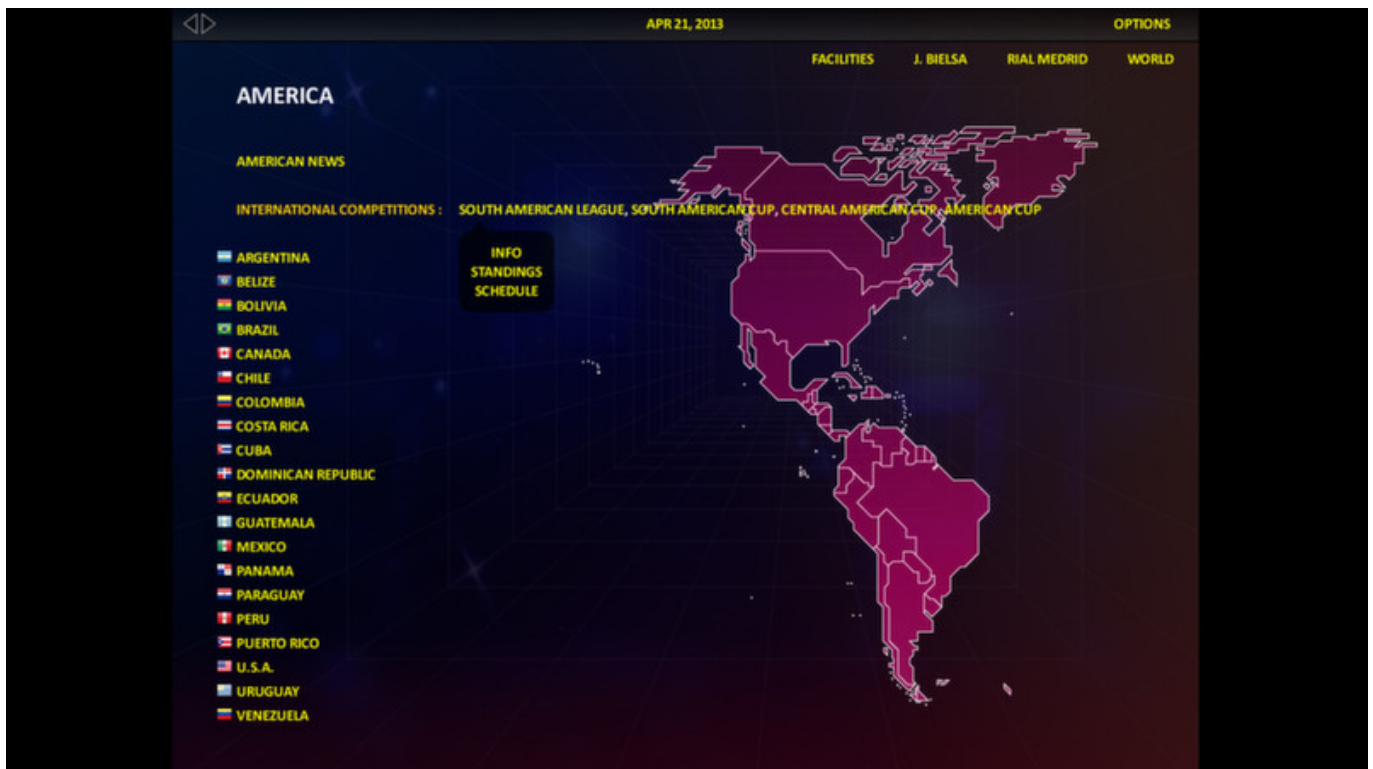 APR 21, 2013
OPTIONS
FACILITIES J. BIELSA RIAL MEDRID WORLD
AMERICA
AMERICAN NEWS
INTERNATIONAL COMPETITIONS : SOUTH AMERICAN LEAGUE, SOUTH AMERICAN CUP, CENTRAL AMERICAN CUP, AMERICAN CUP
INFO
STANDINGS
SCHEDULE
ARGENTINA
BELIZE
BOLIVIA
BRAZIL
CANADA
CHILE
COLOMBIA
COSTA RICA
CUBA
DOMINICAN REPUBLIC
ECUADOR
GUATEMALA
MEXICO
PANAMA
PARAGUAY
PERU
PUERTO RICO
U.S.A.
URUGUAY
VENEZUELA